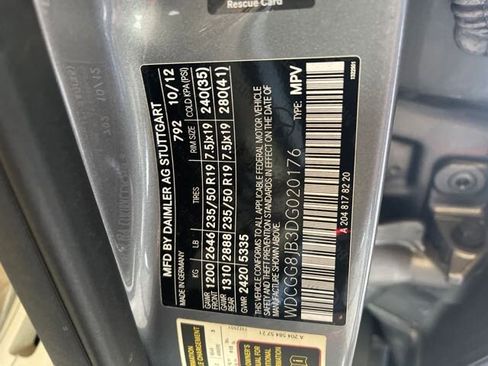 Rescue Card
MFD BY DAIMLER AG STUTTGART
MADE IN GERMANY 792 10/12
KG LB TIRES RIM SIZE COLD KPA(PSI)
GAWR FRONT 1200 2646 235/50 R19 7.5Jx19 240(35)
GAWR REAR 1310 2888 235/50 R19 7.5Jx19 280(41)
GVWR 2420 5335
THIS VEHICLE CONFORMS TO ALL APPLICABLE FEDERAL MOTOR VEHICLE
SAFETY AND THEFT PREVENTION STANDARDS IN EFFECT ON THE DATE OF
MANUFACTURE SHOWN ABOVE. TYPE: MPV
WDCGG8JB3DG020176
A 204 817 82 20
A 204 584 57 21